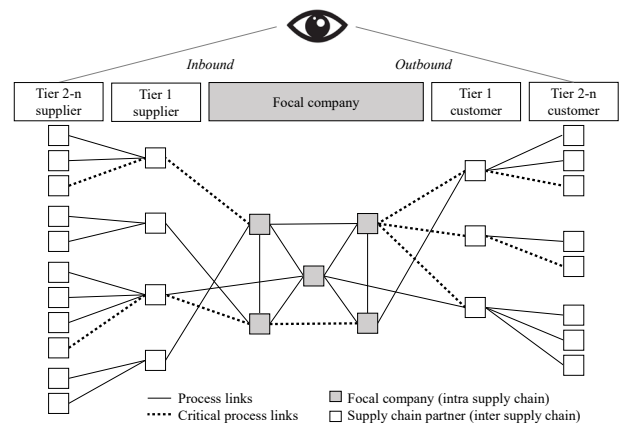 Inbound
Outbound
Tier 2-n
supplier
Tier 1
supplier
Focal company
Tier 1
customer
Tier 2-n
customer
Process links
Critical process links
Focal company (intra supply chain)
Supply chain partner (inter supply chain)